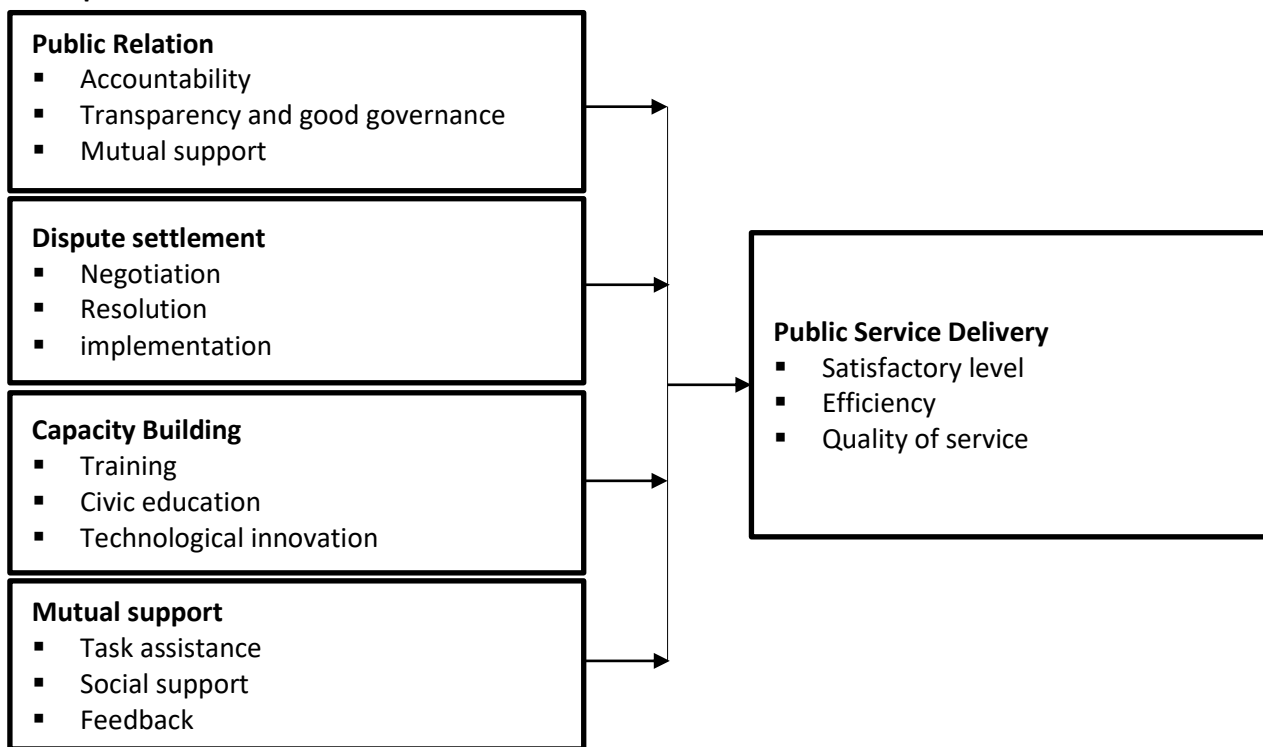 Public Relation
▪ Accountability
▪ Transparency and good governance
▪ Mutual support
Dispute settlement
▪ Negotiation
▪ Resolution
▪ implementation
Capacity Building
▪ Training
▪ Civic education
▪ Technological innovation
Mutual support
▪ Task assistance
▪ Social support
▪ Feedback
Public Service Delivery
▪ Satisfactory level
▪ Efficiency
▪ Quality of service